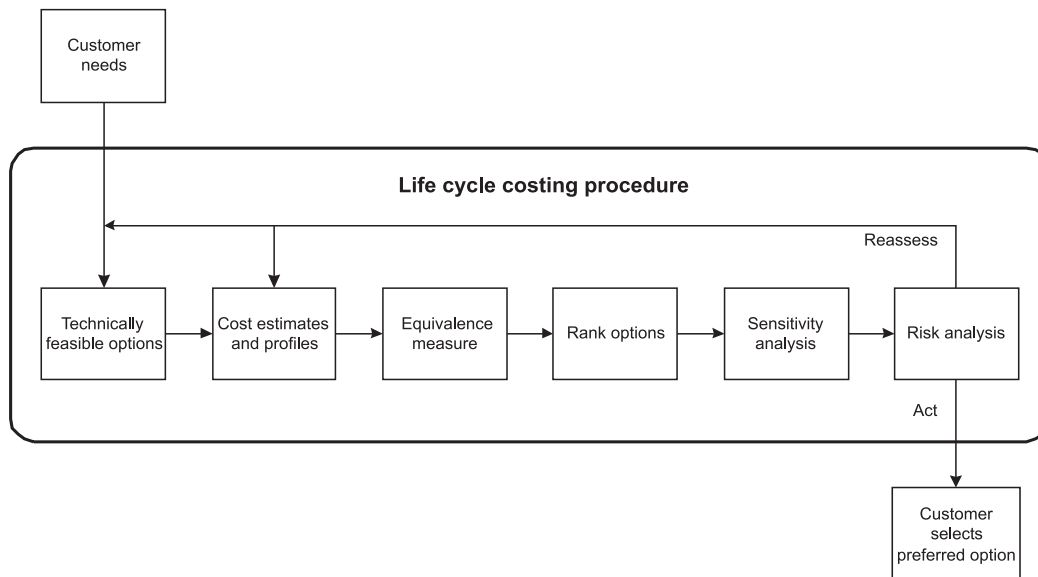 Customer
needs
Life cycle costing procedure
Reassess
Technically
feasible options
Cost estimates
and profiles
Equivalence
measure
Rank options
Sensitivity
analysis
Risk analysis
Act
Customer
selects
preferred option